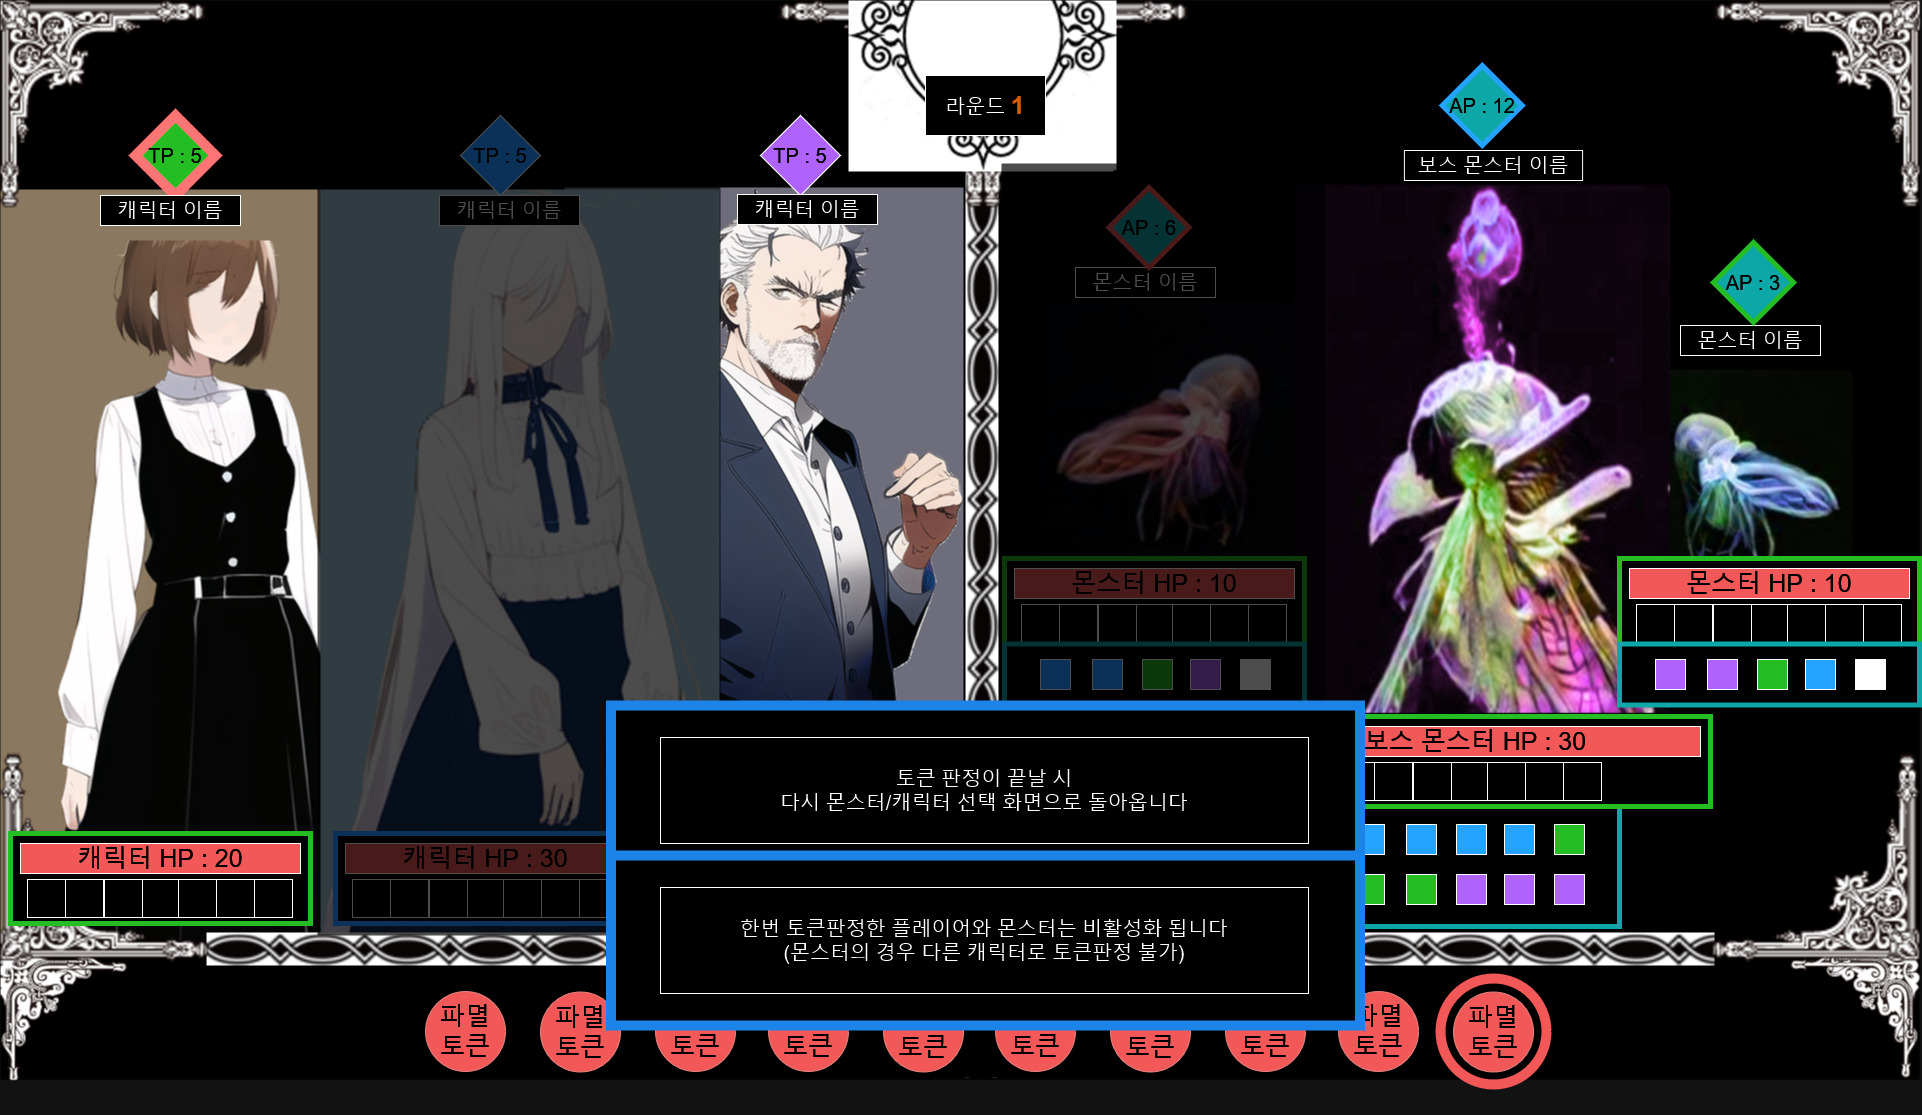 라운드 1
TP : 5
캐릭터 이름
TP : 5
캐릭터 이름
TP : 5
캐릭터 이름
AP : 6
몬스터 이름
AP : 12
보스 몬스터 이름
AP : 3
몬스터 이름
몬스터 HP : 10
몬스터 HP : 10
보스 몬스터 HP : 30
캐릭터 HP : 20
캐릭터 HP : 30
토큰 판정이 끝날 시
다시 몬스터/캐릭터 선택 화면으로 돌아옵니다
한번 토큰판정한 플레이어와 몬스터는 비활성화 됩니다
(몬스터의 경우 다른 캐릭터로 토큰판정 불가)
파멸
토큰
파멸
토큰
토큰
토큰
토큰
토큰
토큰
토큰
파멸
토큰
파멸
토큰